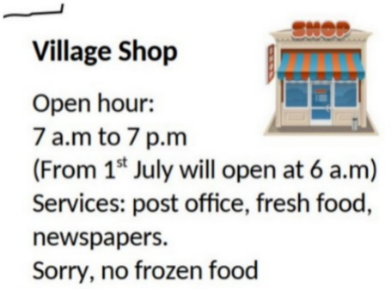 SHOP
Village Shop
Open hour:
7 a.m to 7 p.m
(From 1st July will open at 6 a.m)
Services: post office, fresh food,
newspapers.
Sorry, no frozen food